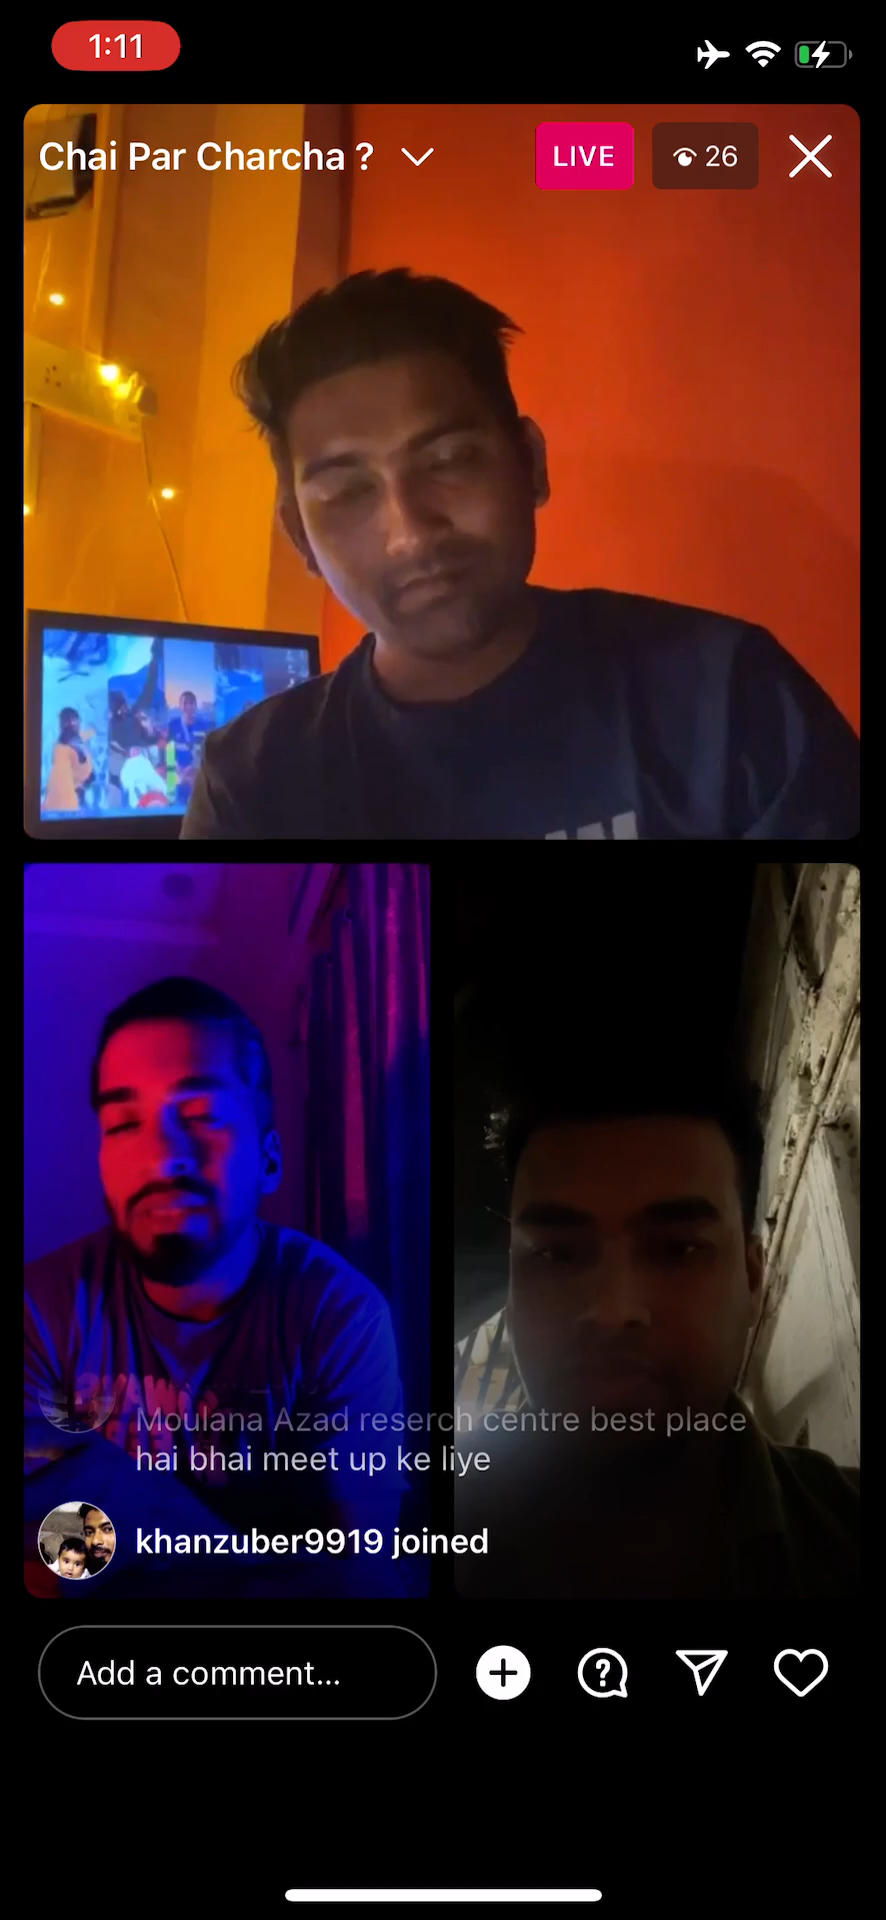 1:11
Chai Par Charcha ?
LIVE
26
Moulana Azad reserch centre best place
hai bhai meet up ke liye
khanzuber9919 joined
Add a comment...